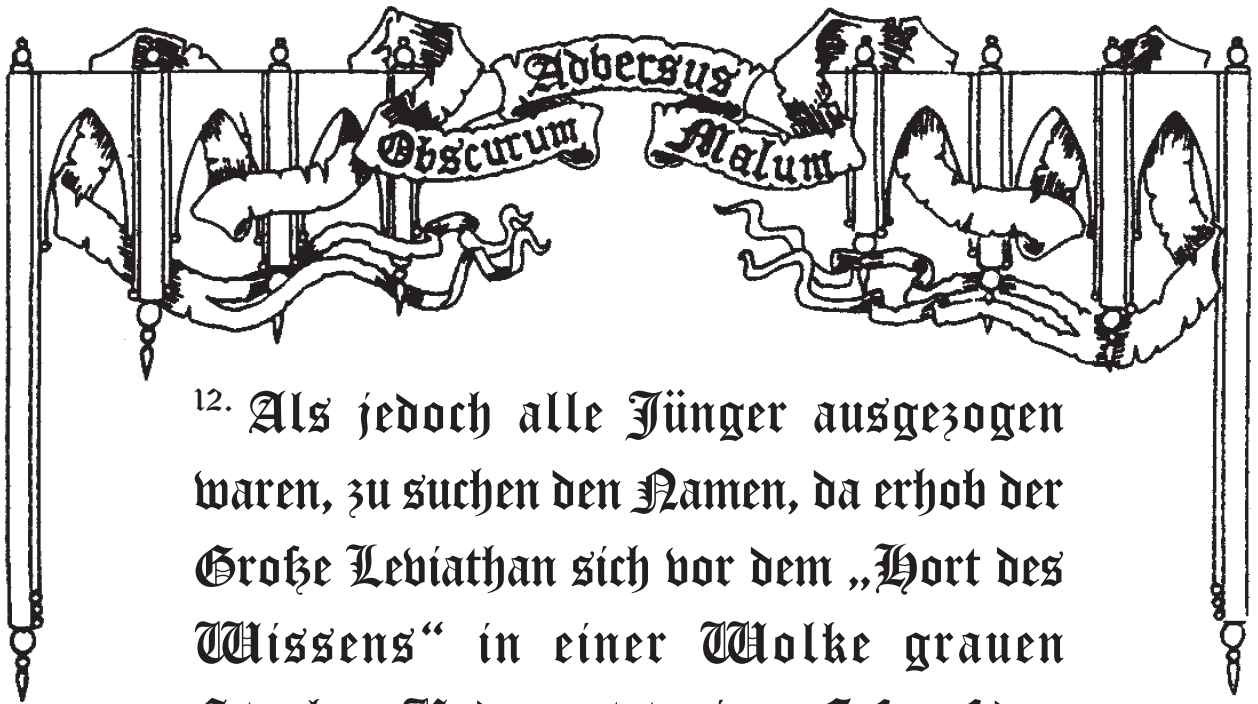 Adversus
Obscurum Malum
12. Als jedoch alle Jünger ausgezogen
waren, zu suchen den Namen, da erhob der
Große Leviathan sich vor dem „Hort des
Wissens“ in einer Wolke grauen